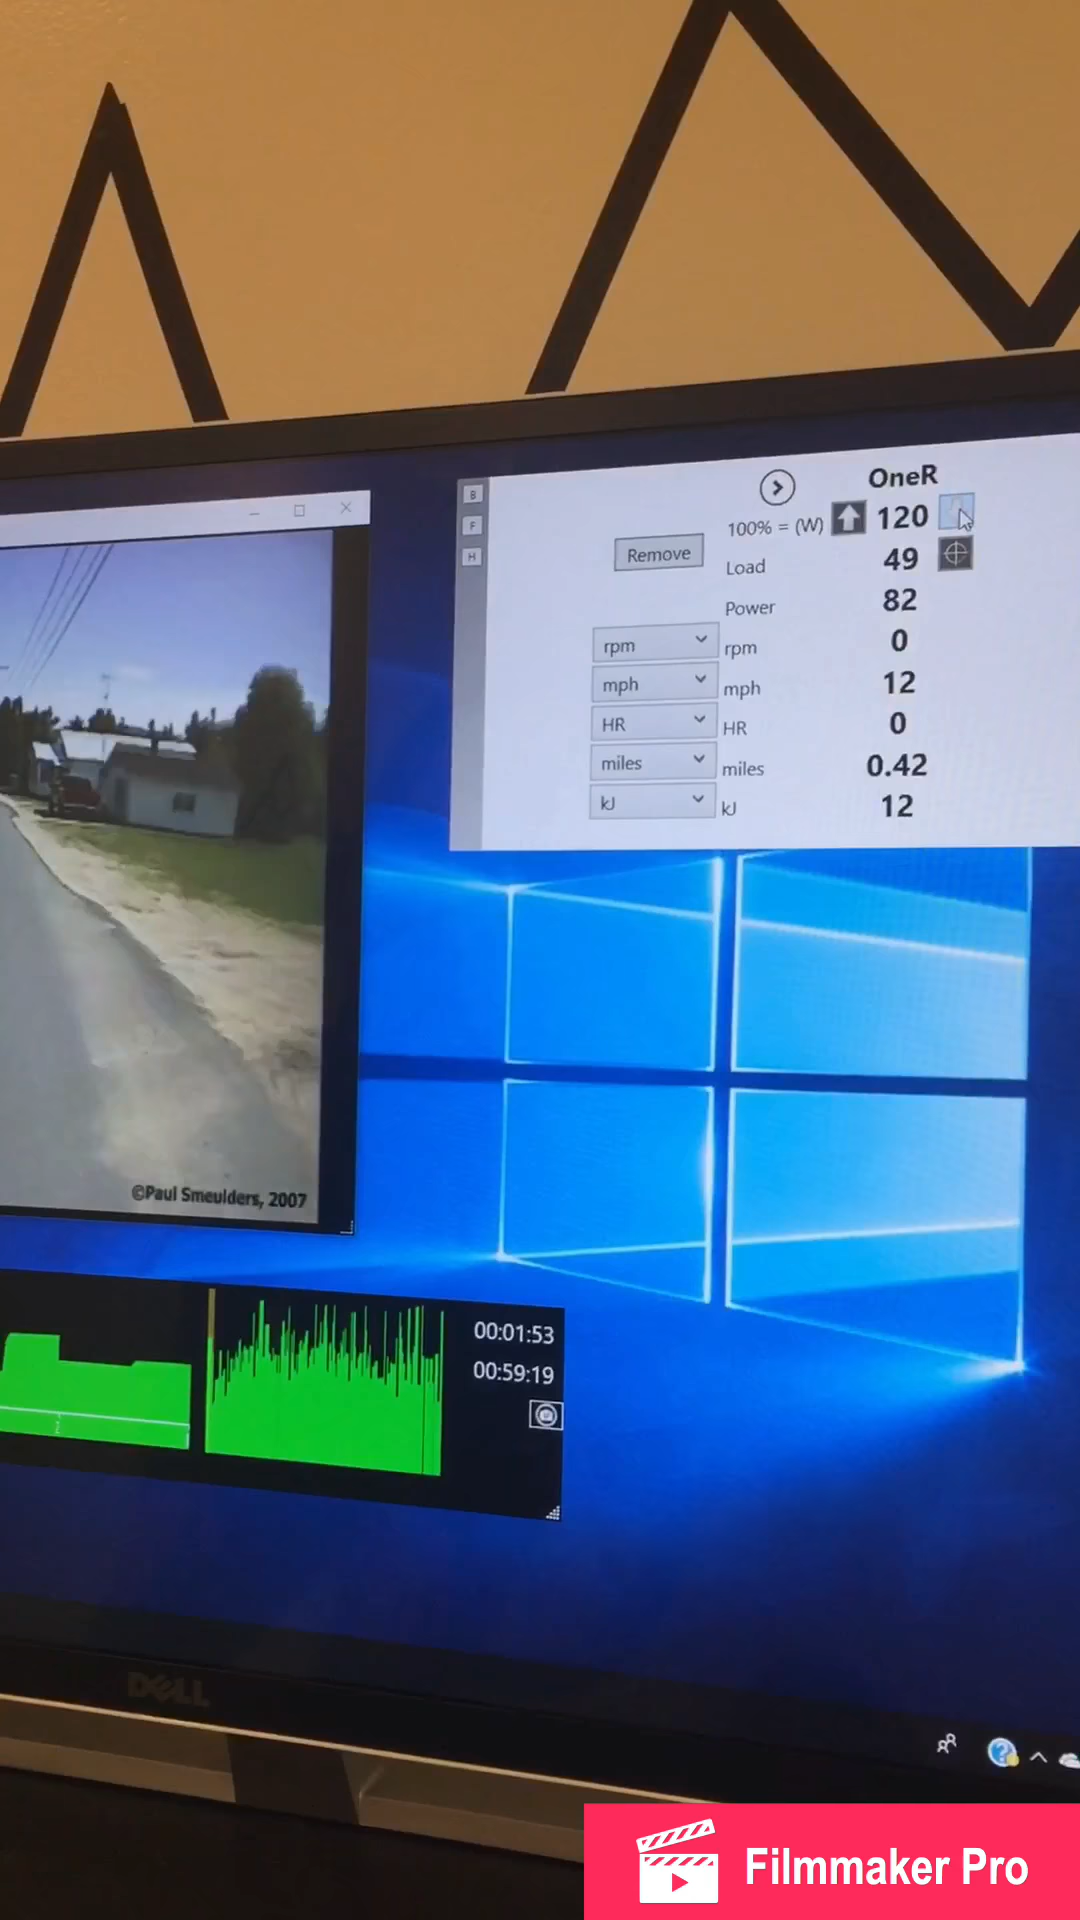 OneR
B
F
H
100% = (W) 120
Remove
Load 49
Power 82
rpm rpm 0
mph mph 12
HR HR 0
miles miles 0.42
kJ kJ 12
©Paul Smeulders, 2007
00:01:53
00:59:19
2
DELL
Filmmaker Pro